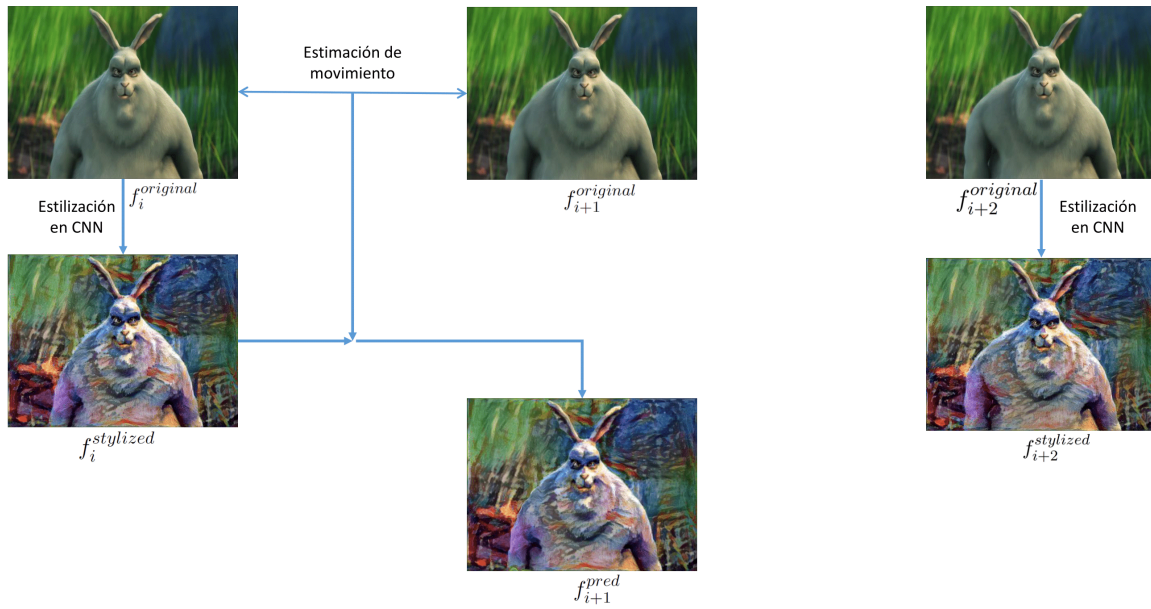 Estimación de
movimiento
f_i^{original}
f_{i+1}^{original}
f_{i+2}^{original}
Estilización
en CNN
Estilización
en CNN
f_i^{stylized}
f_{i+2}^{stylized}
f_{i+1}^{pred}